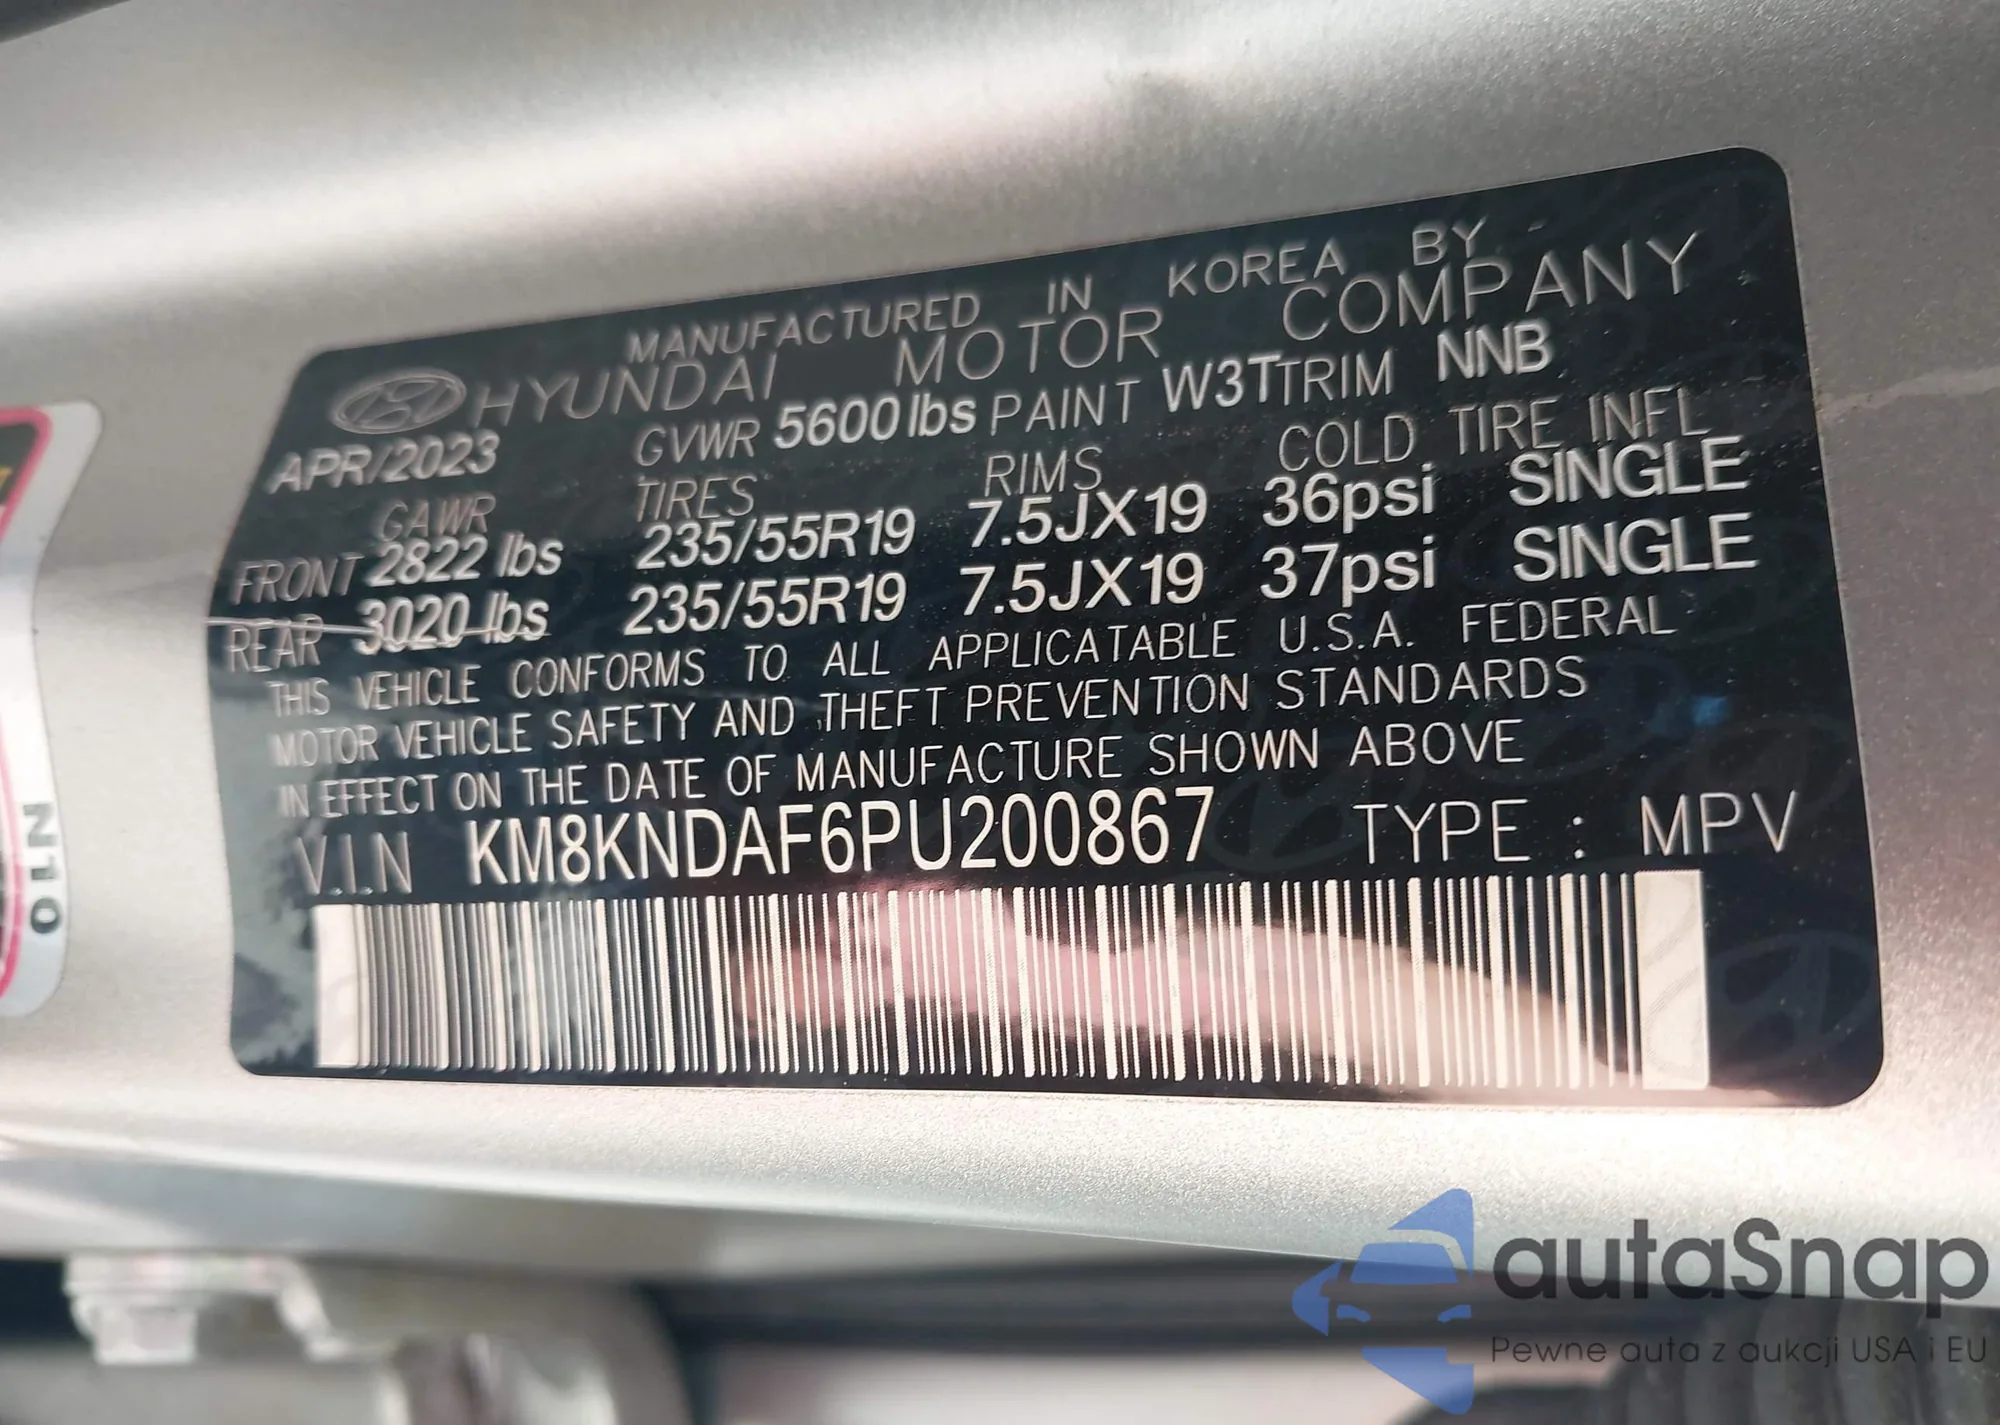 MANUFACTURED IN KOREA BY
HYUNDAI MOTOR COMPANY
APR/2023 GVWR 5600lbs PAINT W3T TRIM NNB
GAWR TIRES RIMS COLD TIRE INFL
FRONT 2822 lbs 235/55R19 7.5JX19 36psi SINGLE
REAR 3020 lbs 235/55R19 7.5JX19 37psi SINGLE
THIS VEHICLE CONFORMS TO ALL APPLICATABLE U.S.A. FEDERAL
MOTOR VEHICLE SAFETY AND THEFT PREVENTION STANDARDS
IN EFFECT ON THE DATE OF MANUFACTURE SHOWN ABOVE
V.I.N KM8KNDAF6PU200867 TYPE : MPV
01N
autaSnap
Pewne auta z aukcji USA i EU